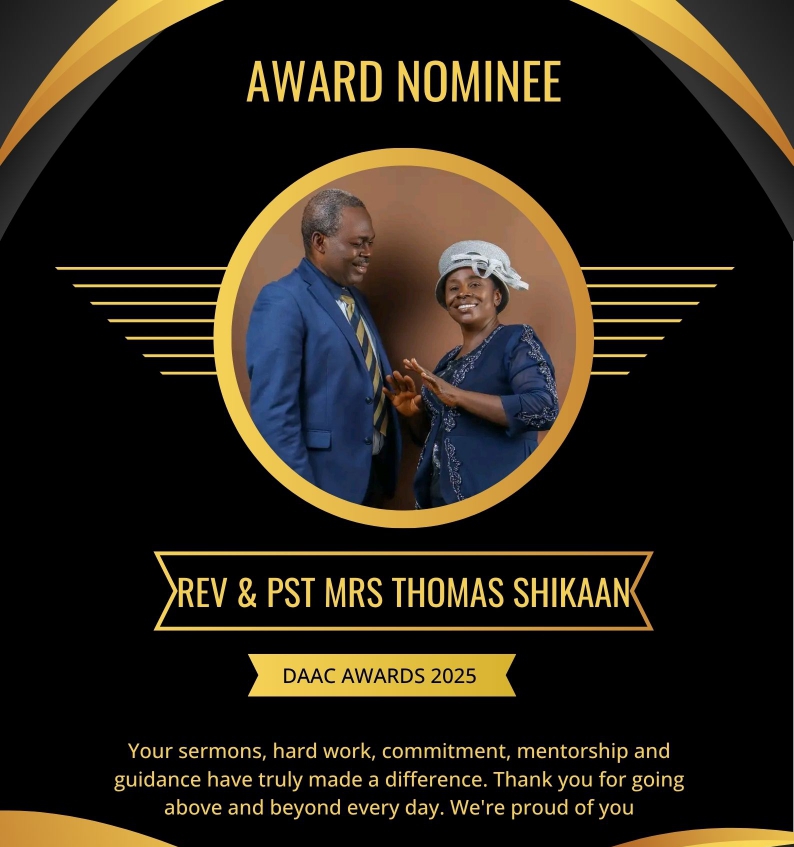 AWARD NOMINEE
REV & PST MRS THOMAS SHIKAAN
DAAC AWARDS 2025
Your sermons, hard work, commitment, mentorship and
guidance have truly made a difference. Thank you for going
above and beyond every day. We're proud of you